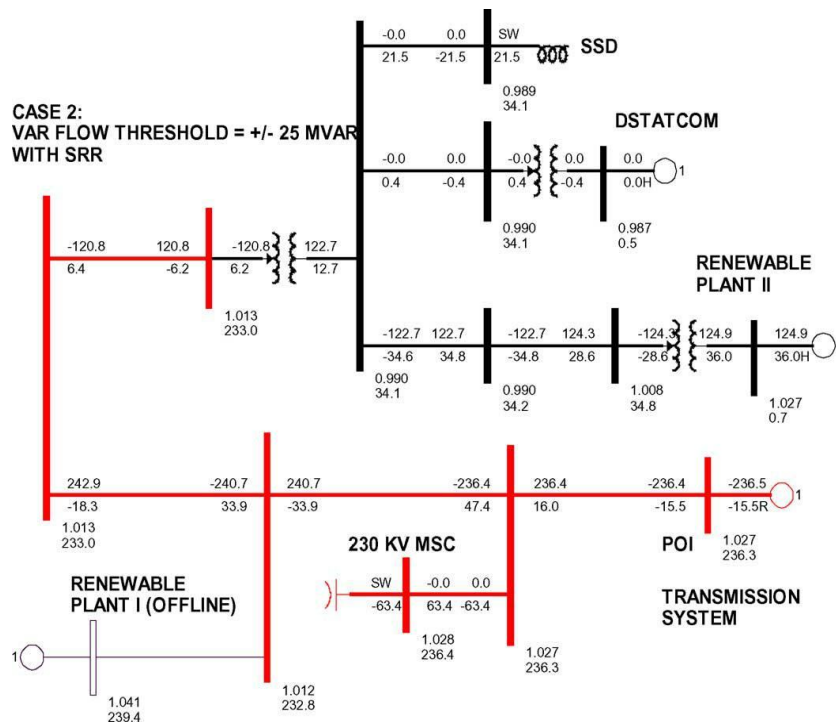 -0.0 0.0 SW
SSD
21.5 -21.5 21.5
0.989
34.1
CASE 2:
VAR FLOW THRESHOLD = +/- 25 MVAR
WITH SRR
DSTATCOM
-0.0 0.0 -0.0 0.0 0.0
1
0.4 -0.4 0.4 -0.4 0.0H
0.990
34.1
0.987
0.5
-120.8 120.8 -120.8 122.7
6.4 -6.2 6.2 12.7
1.013
233.0
RENEWABLE
PLANT II
-122.7 122.7 -122.7 124.3 -124.3 124.9 124.9
-34.6 34.8 -34.8 28.6 -28.6 36.0 36.0H
0.990
34.1
0.990
34.2
1.008
34.8
1.027
0.7
242.9 -240.7 240.7 -236.4 236.4 -236.4 -236.5
1
-18.3 33.9 -33.9 47.4 16.0 -15.5 -15.5R
1.013
233.0
230 KV MSC
POI
1.027
236.3
RENEWABLE
PLANT I (OFFLINE)
SW -0.0 0.0
-63.4 63.4 -63.4
TRANSMISSION
SYSTEM
1.028
236.4
1.027
236.3
1
1.041
239.4
1.012
232.8